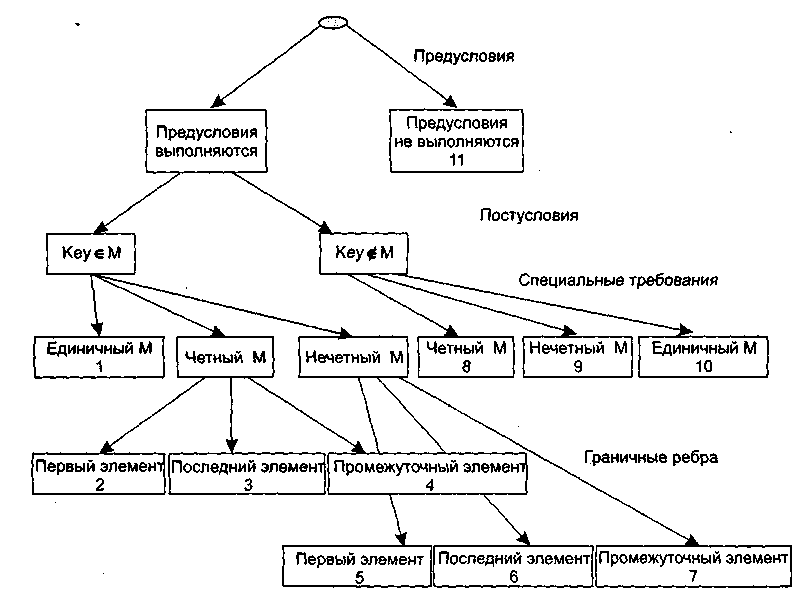 Предусловия
Предусловия
выполняются
Предусловия
не выполняются
11
Постусловия
Key ∈ M
Key ∉ M
Специальные требования
Единичный М
1
Четный М
Нечетный М
Четный М
8
Нечетный М
9
Единичный М
10
Граничные ребра
Первый элемент
2
Последний элемент
3
Промежуточный элемент
4
Первый элемент
5
Последний элемент
6
Промежуточный элемент
7